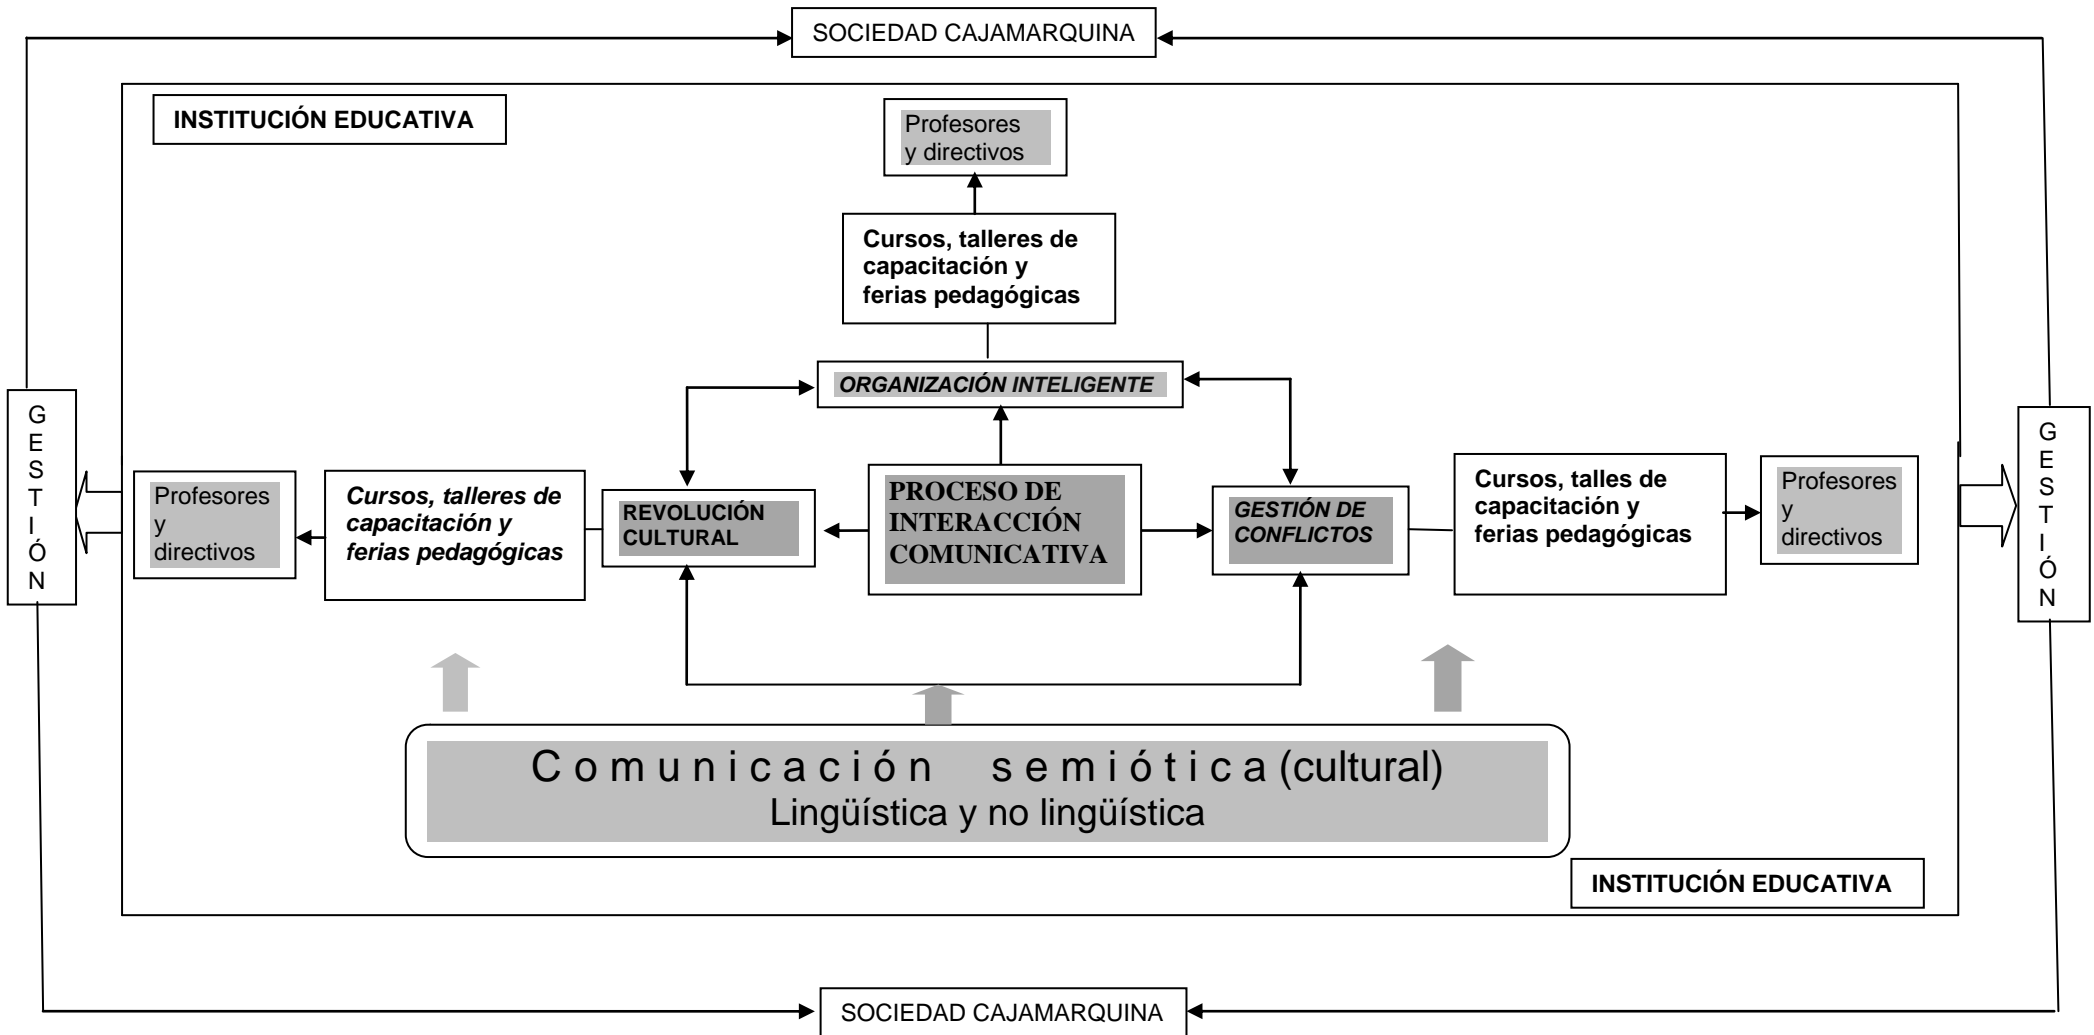 SOCIEDAD CAJAMARQUINA
INSTITUCIÓN EDUCATIVA
Profesores
y directivos
Cursos, talleres de
capacitación y
ferias pedagógicas
ORGANIZACIÓN INTELIGENTE
G
E
S
T
I
Ó
N
Profesores
y
directivos
Cursos, talleres de
capacitación y
ferias pedagógicas
REVOLUCIÓN
CULTURAL
PROCESO DE
INTERACCIÓN
COMUNICATIVA
GESTIÓN DE
CONFLICTOS
Cursos, talles de
capacitación y
ferias pedagógicas
Profesores
y
directivos
G
E
S
T
I
Ó
N
C o m u n i c a c i ó n s e m i ó t i c a (cultural)
Lingüística y no lingüística
INSTITUCIÓN EDUCATIVA
SOCIEDAD CAJAMARQUINA